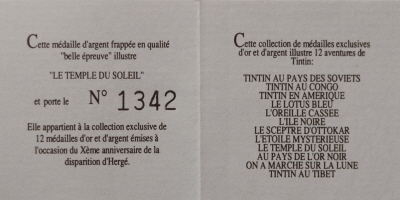 Cette médaille d'argent frappée en qualité
"belle épreuve" illustre
"LE TEMPLE DU SOLEIL"
et porte le N° 1342
Elle appartient à la collection exclusive de
12 médailles d'or et d'argent émises à
l'occasion du Xème anniversaire de la
disparition d'Hergé.
Cette collection de médailles exclusives
d'or et d'argent illustre 12 aventures de
Tintin:
TINTIN AU PAYS DES SOVIETS
TINTIN AU CONGO
TINTIN EN AMERIQUE
LE LOTUS BLEU
L'OREILLE CASSEE
L'ILE NOIRE
LE SCEPTRE D'OTTOKAR
L'ETOILE MYSTERIEUSE
LE TEMPLE DU SOLEIL
AU PAYS DE L'OR NOIR
ON A MARCHE SUR LA LUNE
TINTIN AU TIBET